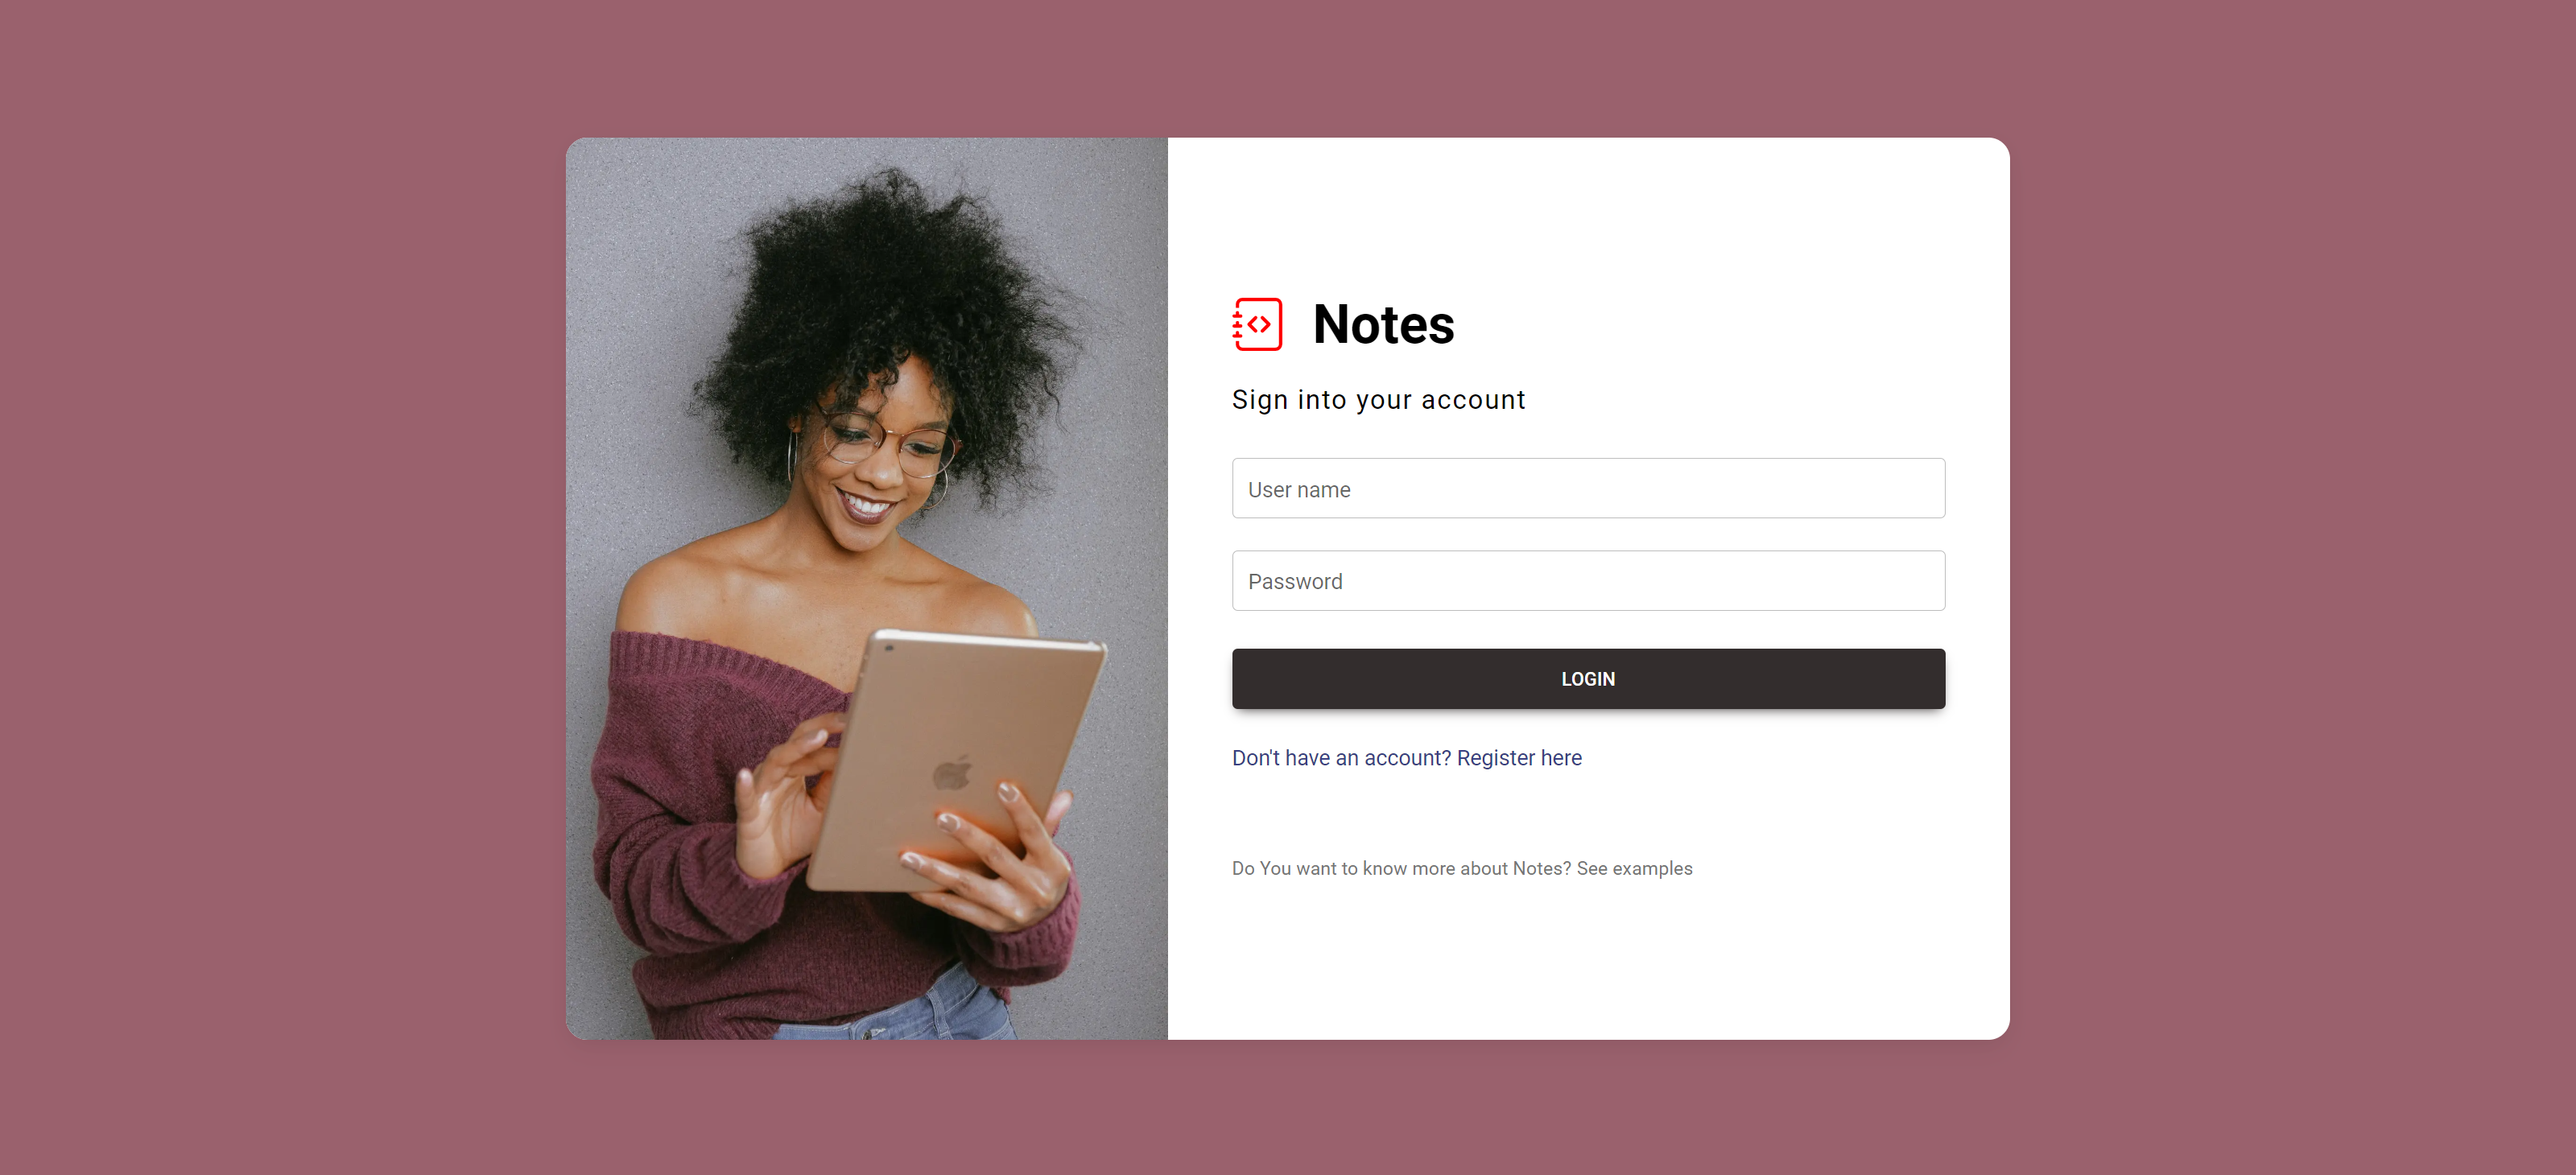 Notes
Sign into your account
User name
Password
LOGIN
Don't have an account? Register here
Do You want to know more about Notes? See examples